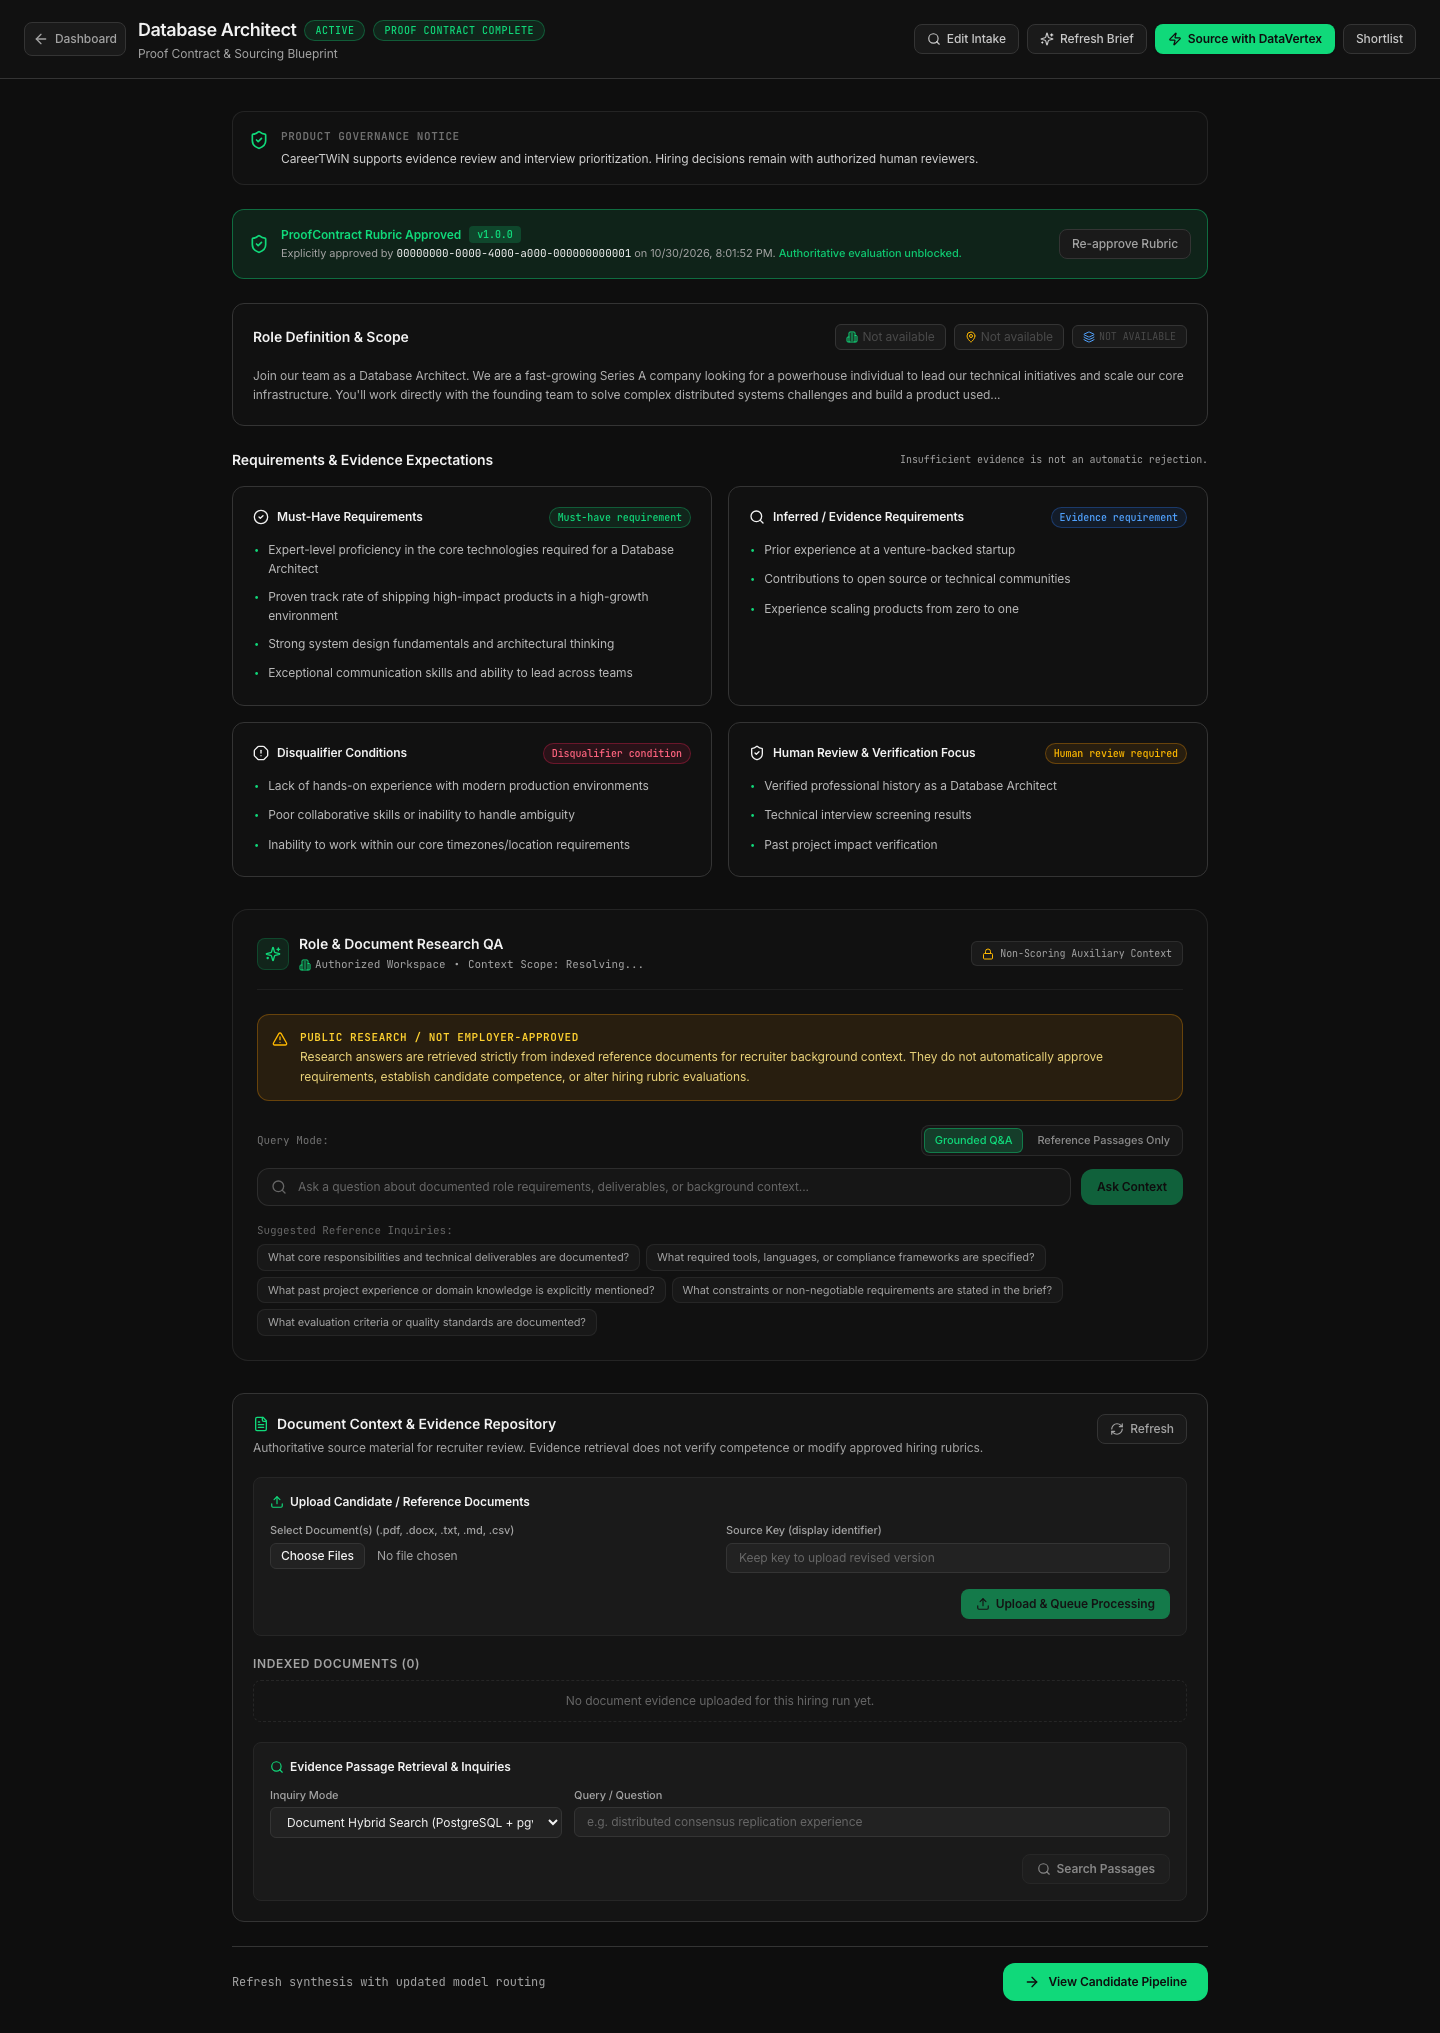 Dashboard
Database Architect
ACTIVE
PROOF CONTRACT COMPLETE
Proof Contract & Sourcing Blueprint
Edit Intake
Refresh Brief
Source with DataVertex
Shortlist
PRODUCT GOVERNANCE NOTICE
CareerTWiN supports evidence review and interview prioritization. Hiring decisions remain with authorized human reviewers.
ProofContract Rubric Approved
v1.0.0
Explicitly approved by 00000000-0000-4000-a000-000000000001 on 10/30/2026, 8:01:52 PM. Authoritative evaluation unblocked.
Re-approve Rubric
Role Definition & Scope
Not available
Not available
NOT AVAILABLE
Join our team as a Database Architect. We are a fast-growing Series A company looking for a powerhouse individual to lead our technical initiatives and scale our core
infrastructure. You'll work directly with the founding team to solve complex distributed systems challenges and build a product used...
Requirements & Evidence Expectations
Insufficient evidence is not an automatic rejection.
Must-Have Requirements
Must-have requirement
• Expert-level proficiency in the core technologies required for a Database
Architect
• Proven track rate of shipping high-impact products in a high-growth
environment
• Strong system design fundamentals and architectural thinking
• Exceptional communication skills and ability to lead across teams
Inferred / Evidence Requirements
Evidence requirement
• Prior experience at a venture-backed startup
• Contributions to open source or technical communities
• Experience scaling products from zero to one
Disqualifier Conditions
Disqualifier condition
• Lack of hands-on experience with modern production environments
• Poor collaborative skills or inability to handle ambiguity
• Inability to work within our core timezones/location requirements
Human Review & Verification Focus
Human review required
• Verified professional history as a Database Architect
• Technical interview screening results
• Past project impact verification
Role & Document Research QA
Authorized Workspace • Context Scope: Resolving...
Non-Scoring Auxiliary Context
PUBLIC RESEARCH / NOT EMPLOYER-APPROVED
Research answers are retrieved strictly from indexed reference documents for recruiter background context. They do not automatically approve
requirements, establish candidate competence, or alter hiring rubric evaluations.
Query Mode:
Grounded Q&A
Reference Passages Only
Ask a question about documented role requirements, deliverables, or background context...
Ask Context
Suggested Reference Inquiries:
What core responsibilities and technical deliverables are documented?
What required tools, languages, or compliance frameworks are specified?
What past project experience or domain knowledge is explicitly mentioned?
What constraints or non-negotiable requirements are stated in the brief?
What evaluation criteria or quality standards are documented?
Document Context & Evidence Repository
Authoritative source material for recruiter review. Evidence retrieval does not verify competence or modify approved hiring rubrics.
Refresh
Upload Candidate / Reference Documents
Select Document(s) (.pdf, .docx, .txt, .md, .csv)
Choose Files
No file chosen
Source Key (display identifier)
Keep key to upload revised version
Upload & Queue Processing
INDEXED DOCUMENTS (0)
No document evidence uploaded for this hiring run yet.
Evidence Passage Retrieval & Inquiries
Inquiry Mode
Document Hybrid Search (PostgreSQL + pgv
Query / Question
e.g. distributed consensus replication experience
Search Passages
Refresh synthesis with updated model routing
View Candidate Pipeline